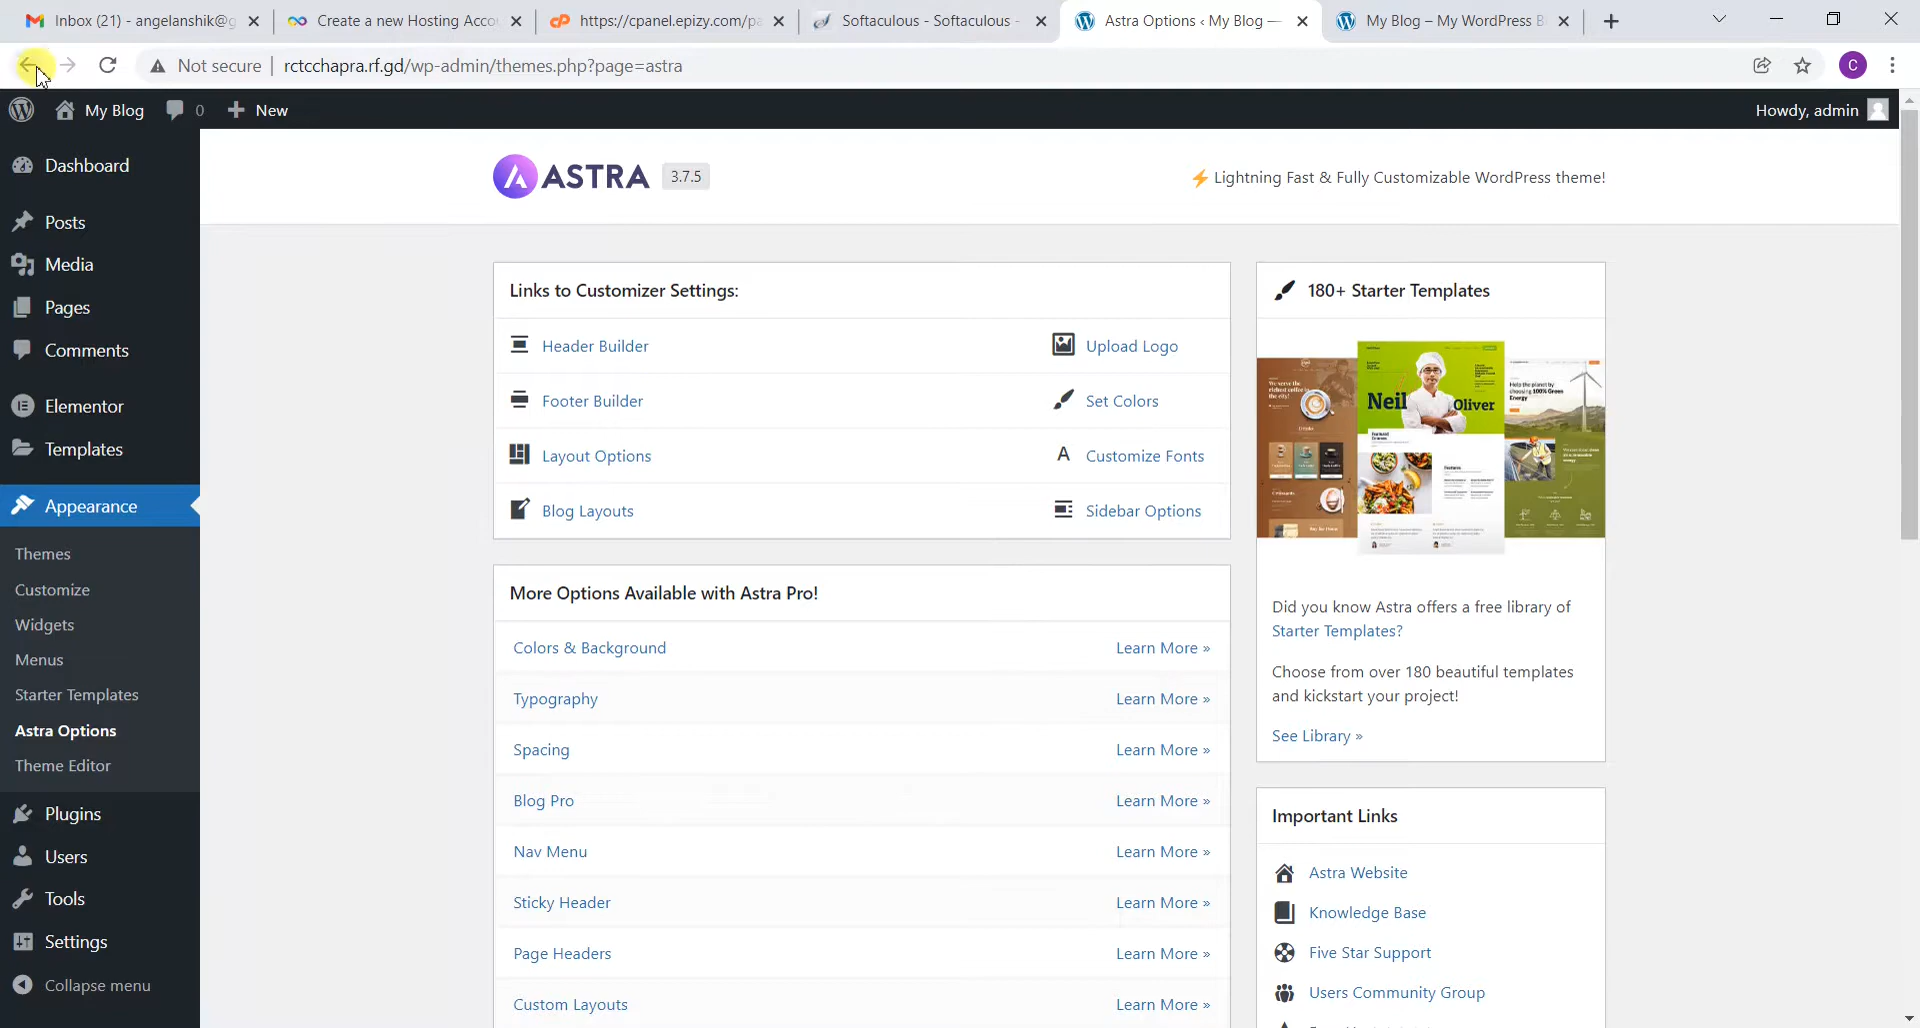 Inbox (21) - angelanshik@g
Create a new Hosting Acco
https://cpanel.epizy.com/pa
Softaculous - Softaculous -
Astra Options ‹ My Blog —
My Blog – My WordPress B
Not secure
rctcchapra.rf.gd/wp-admin/themes.php?page=astra
C
My Blog
0
New
Howdy, admin
Dashboard
Posts
Media
Pages
Comments
Elementor
Templates
Appearance
Themes
Customize
Widgets
Menus
Starter Templates
Astra Options
Theme Editor
Plugins
Users
Tools
Settings
Collapse menu
ASTRA
3.7.5
⚡ Lightning Fast & Fully Customizable WordPress theme!
Links to Customizer Settings:
Header Builder
Upload Logo
Footer Builder
Set Colors
Layout Options
A Customize Fonts
Blog Layouts
Sidebar Options
More Options Available with Astra Pro!
Colors & Background
Learn More »
Typography
Learn More »
Spacing
Learn More »
Blog Pro
Learn More »
Nav Menu
Learn More »
Sticky Header
Learn More »
Page Headers
Learn More »
Custom Layouts
Learn More »
180+ Starter Templates
Neil
Oliver
Did you know Astra offers a free library of
Starter Templates?
Choose from over 180 beautiful templates
and kickstart your project!
See Library »
Important Links
Astra Website
Knowledge Base
Five Star Support
Users Community Group